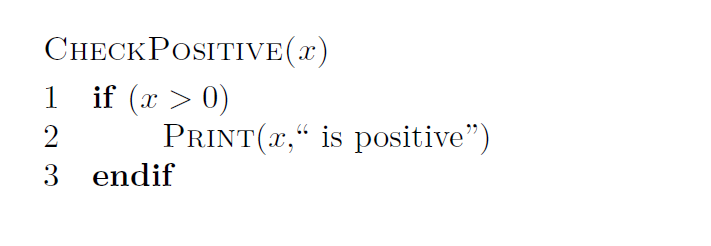 CHECKPOSITIVE(x)
1 if (x > 0)
2 PRINT(x,“ is positive”)
3 endif